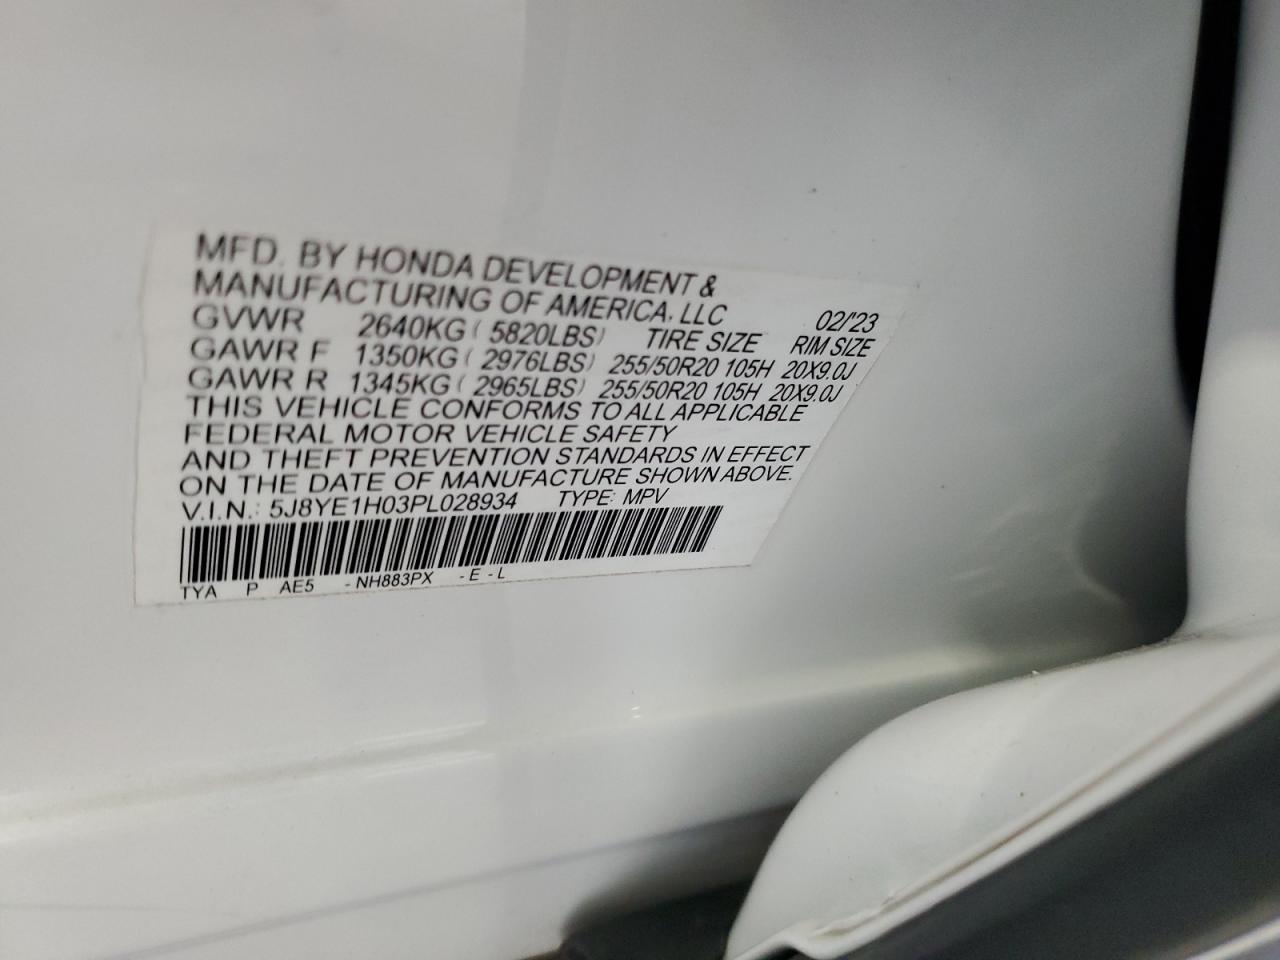 MFD. BY HONDA DEVELOPMENT &
MANUFACTURING OF AMERICA, LLC 02/'23
GVWR 2640KG ( 5820LBS) TIRE SIZE RIM SIZE
GAWR F 1350KG ( 2976LBS) 255/50R20 105H 20X9.0J
GAWR R 1345KG ( 2965LBS) 255/50R20 105H 20X9.0J
THIS VEHICLE CONFORMS TO ALL APPLICABLE
FEDERAL MOTOR VEHICLE SAFETY
AND THEFT PREVENTION STANDARDS IN EFFECT
ON THE DATE OF MANUFACTURE SHOWN ABOVE.
V.I.N.: 5J8YE1H03PL028934 TYPE: MPV
TYA P AE5 - NH883PX - E - L